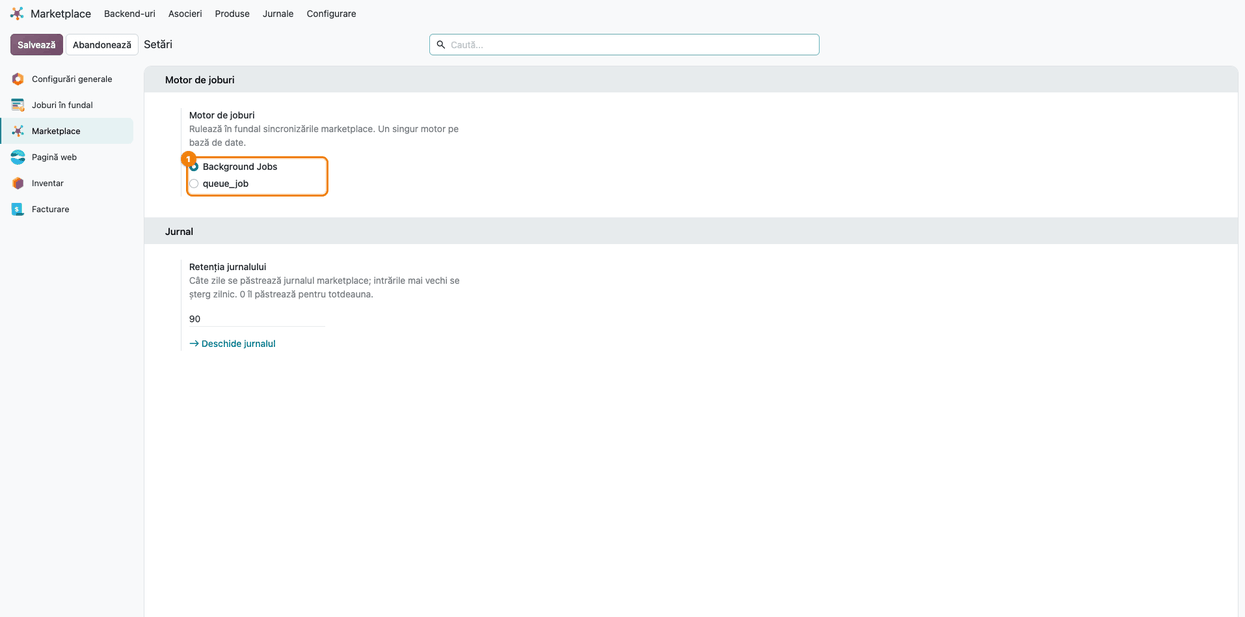 Marketplace Backend-uri Asocieri Produse Jurnale Configurare
Salvează Abandonează Setări Caută...
Configurări generale
Joburi în fundal
Marketplace
Pagină web
Inventar
Facturare
Motor de joburi
Motor de joburi
Rulează în fundal sincronizările marketplace. Un singur motor pe
bază de date.
1
Background Jobs
queue_job
Jurnal
Retenția jurnalului
Câte zile se păstrează jurnalul marketplace; intrările mai vechi se
șterg zilnic. 0 îl păstrează pentru totdeauna.
90
→ Deschide jurnalul